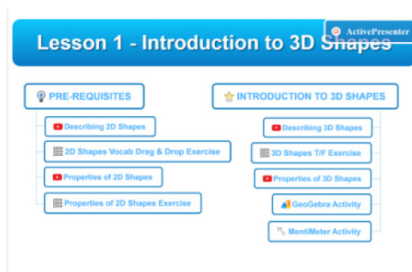 ActivePresenter
Lesson 1 - Introduction to 3D Shapes
PRE-REQUISITES
Describing 2D Shapes
2D Shapes Vocab Drag & Drop Exercise
Properties of 2D Shapes
Properties of 2D Shapes Exercise
INTRODUCTION TO 3D SHAPES
Describing 3D Shapes
3D Shapes T/F Exercise
Properties of 3D Shapes
GeoGebra Activity
MentiMeter Activity